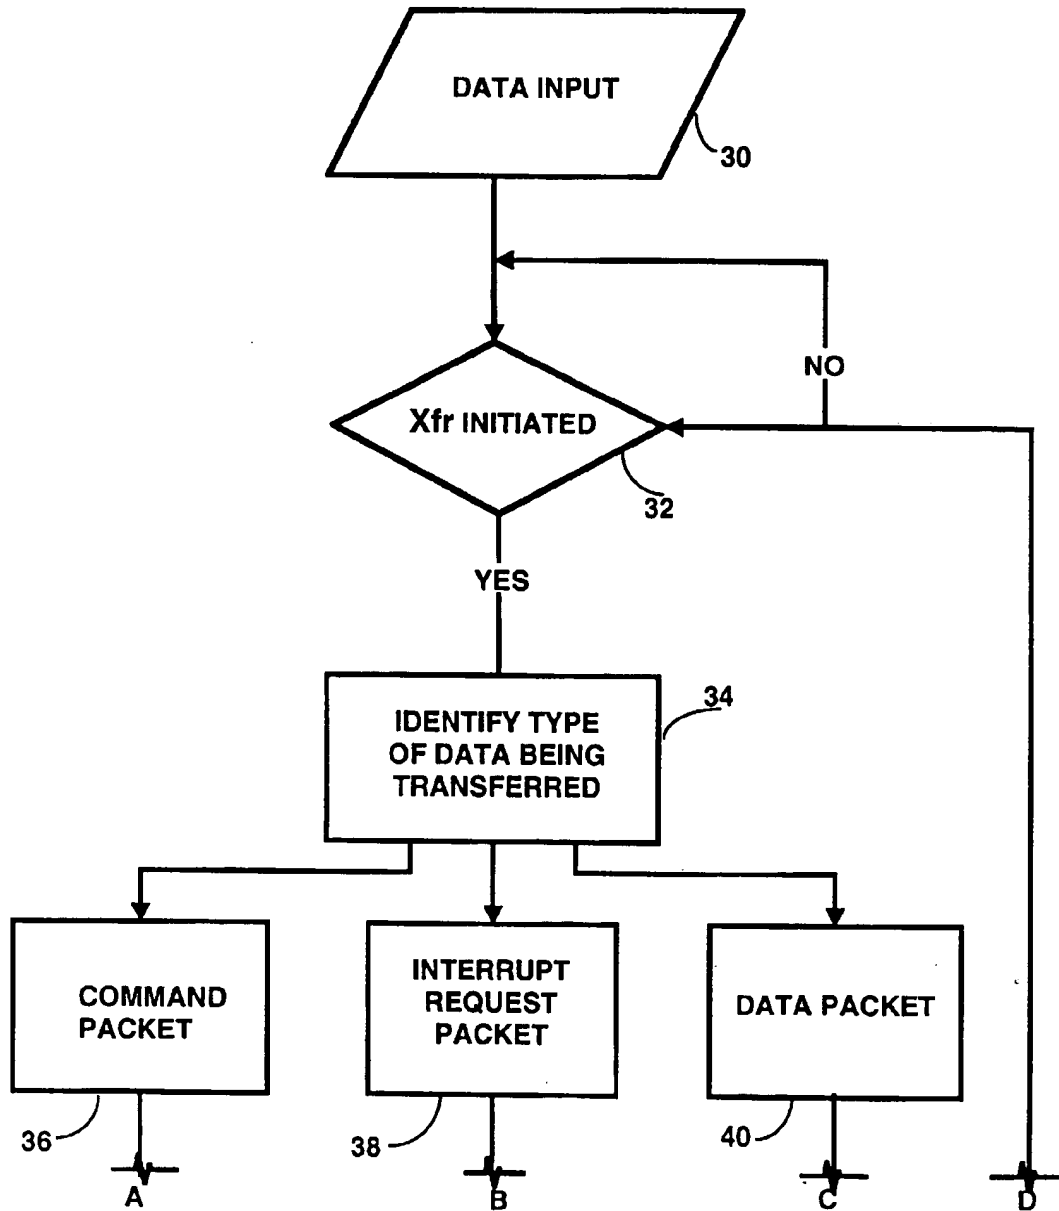 DATA INPUT
30
NO
Xfr INITIATED
32
YES
34
IDENTIFY TYPE
OF DATA BEING
TRANSFERRED
COMMAND
PACKET
INTERRUPT
REQUEST
PACKET
DATA PACKET
36
38
40
A
B
C
D